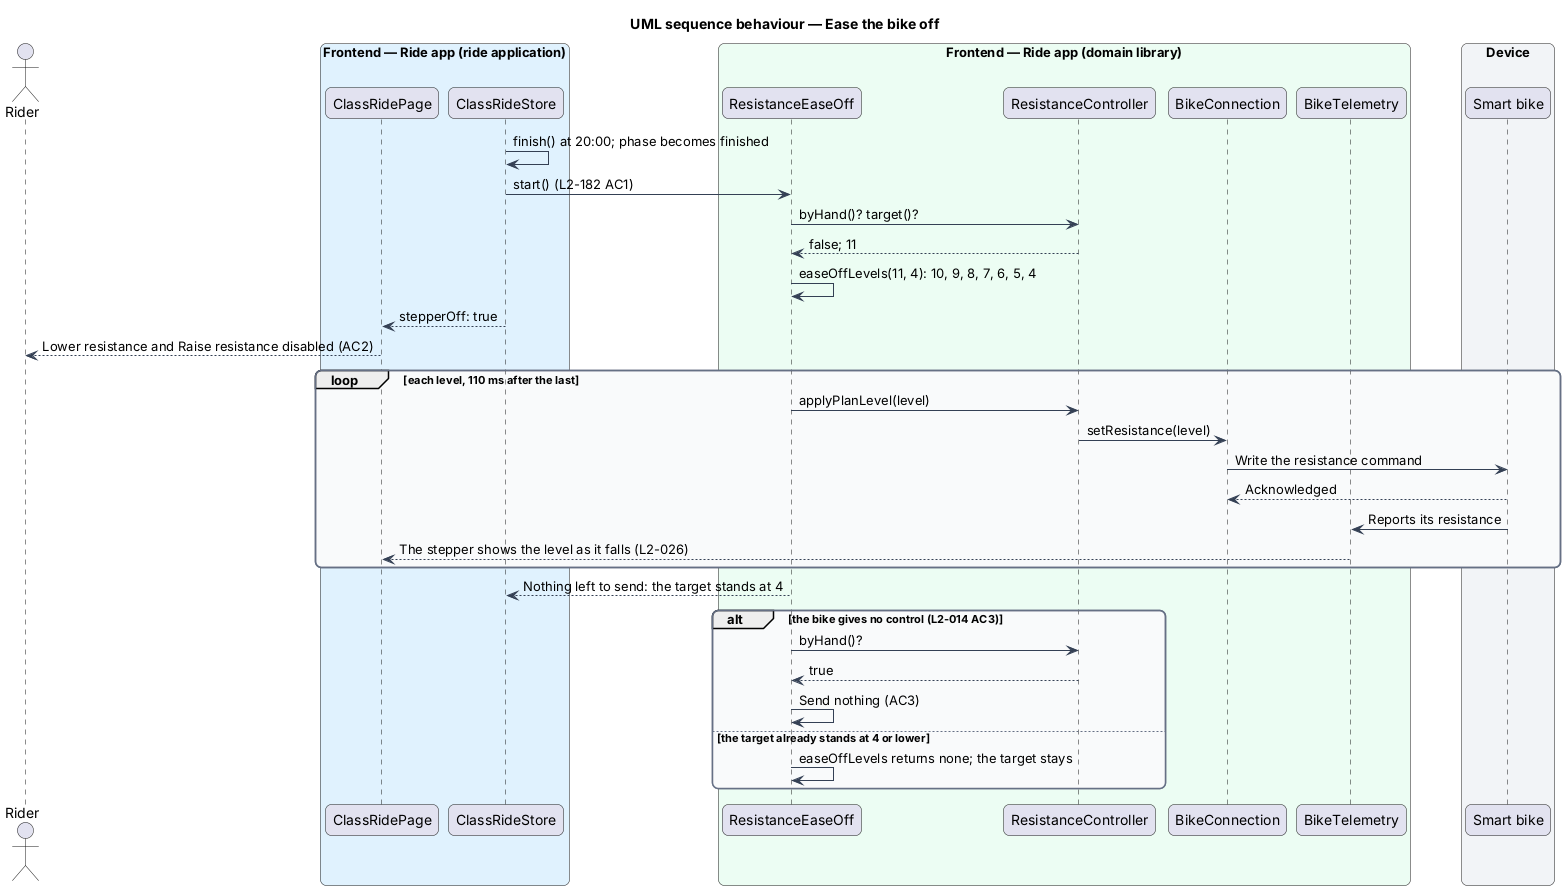 UML sequence behaviour — Ease the bike off
Frontend — Ride app (ride application)
Frontend — Ride app (domain library)
Device
Rider
ClassRidePage
ClassRideStore
ResistanceEaseOff
ResistanceController
BikeConnection
BikeTelemetry
Smart bike
finish() at 20:00; phase becomes finished
start() (L2-182 AC1)
byHand()? target()?
false; 11
easeOffLevels(11, 4): 10, 9, 8, 7, 6, 5, 4
stepperOff: true
Lower resistance and Raise resistance disabled (AC2)
loop [each level, 110 ms after the last]
applyPlanLevel(level)
setResistance(level)
Write the resistance command
Acknowledged
Reports its resistance
The stepper shows the level as it falls (L2-026)
Nothing left to send: the target stands at 4
alt [the bike gives no control (L2-014 AC3)]
byHand()?
true
Send nothing (AC3)
[the target already stands at 4 or lower]
easeOffLevels returns none; the target stays
Rider
ClassRidePage
ClassRideStore
ResistanceEaseOff
ResistanceController
BikeConnection
BikeTelemetry
Smart bike